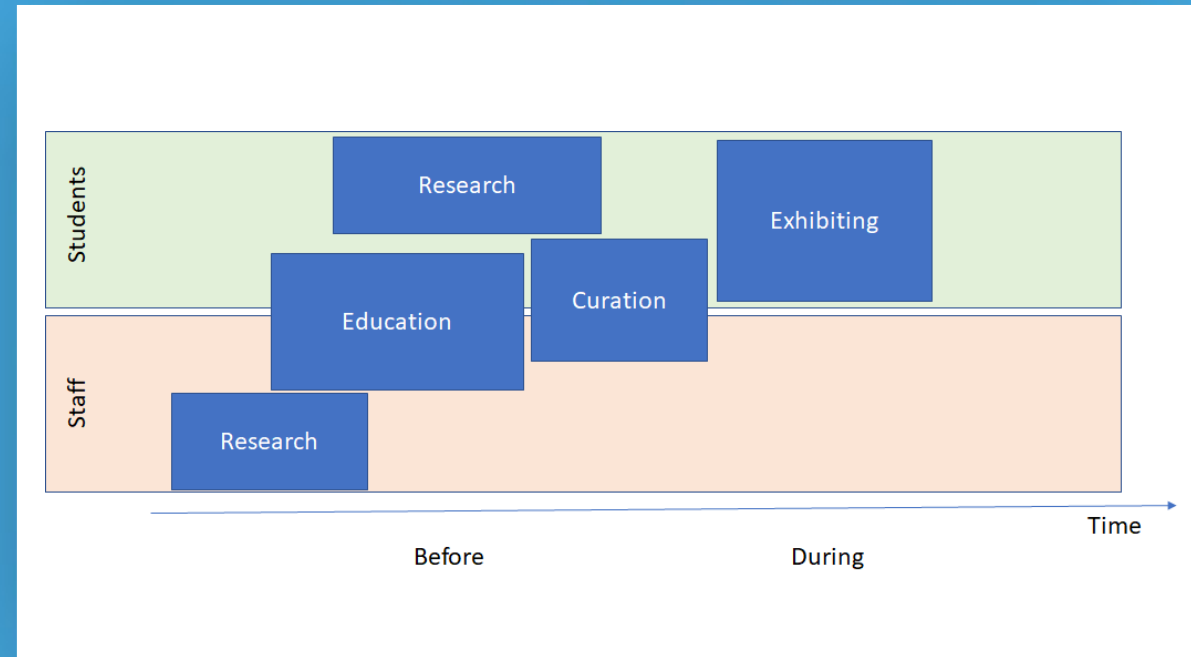 Students
Research
Exhibiting
Education
Curation
Staff
Research
Time
Before
During